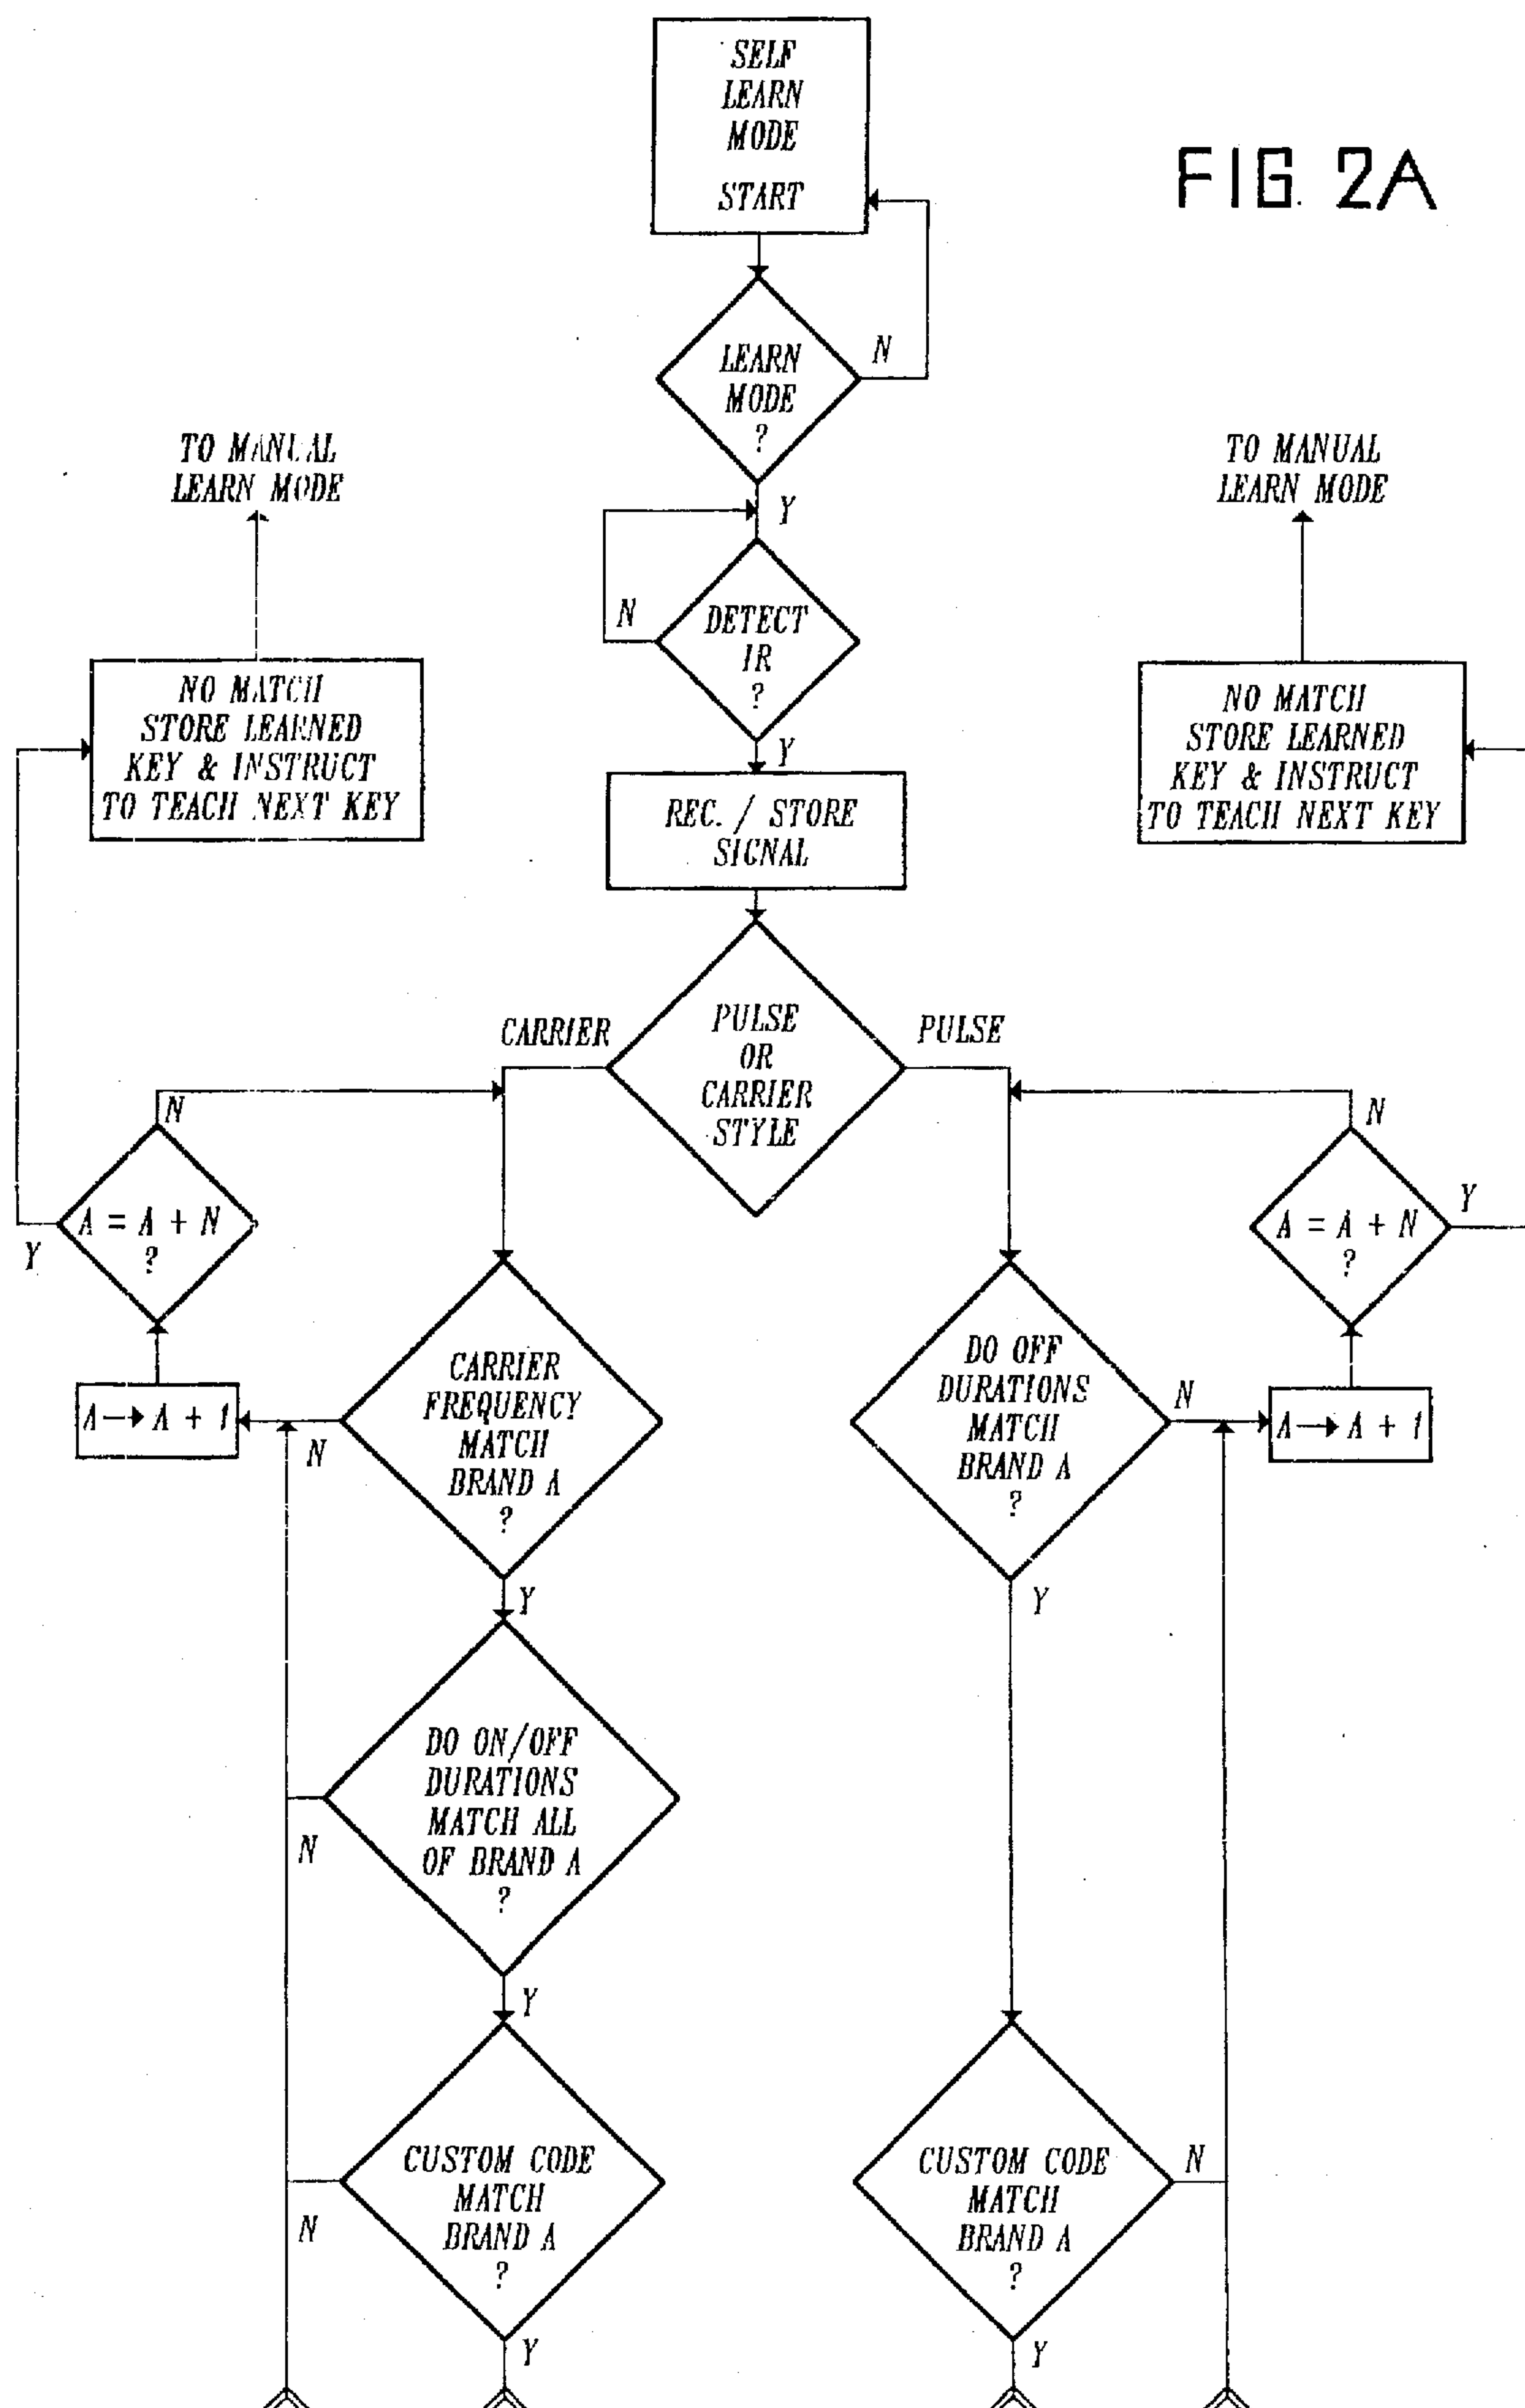 SELF
LEARN
MODE
START
FIG. 2A
LEARN
MODE
?
N
Y
TO MANUAL
LEARN MODE
TO MANUAL
LEARN MODE
DETECT
IR
?
N
Y
NO MATCH
STORE LEARNED
KEY & INSTRUCT
TO TEACH NEXT KEY
NO MATCH
STORE LEARNED
KEY & INSTRUCT
TO TEACH NEXT KEY
REC. / STORE
SIGNAL
CARRIER
PULSE
OR
CARRIER
STYLE
PULSE
N
A = A + N
?
Y
N
A = A + N
?
Y
A → A + 1
N
CARRIER
FREQUENCY
MATCH
BRAND A
?
Y
DO OFF
DURATIONS
MATCH
BRAND A
?
N
A → A + 1
Y
DO ON/OFF
DURATIONS
MATCH ALL
OF BRAND A
?
N
Y
CUSTOM CODE
MATCH
BRAND A
?
N
Y
CUSTOM CODE
MATCH
BRAND A
?
N
Y